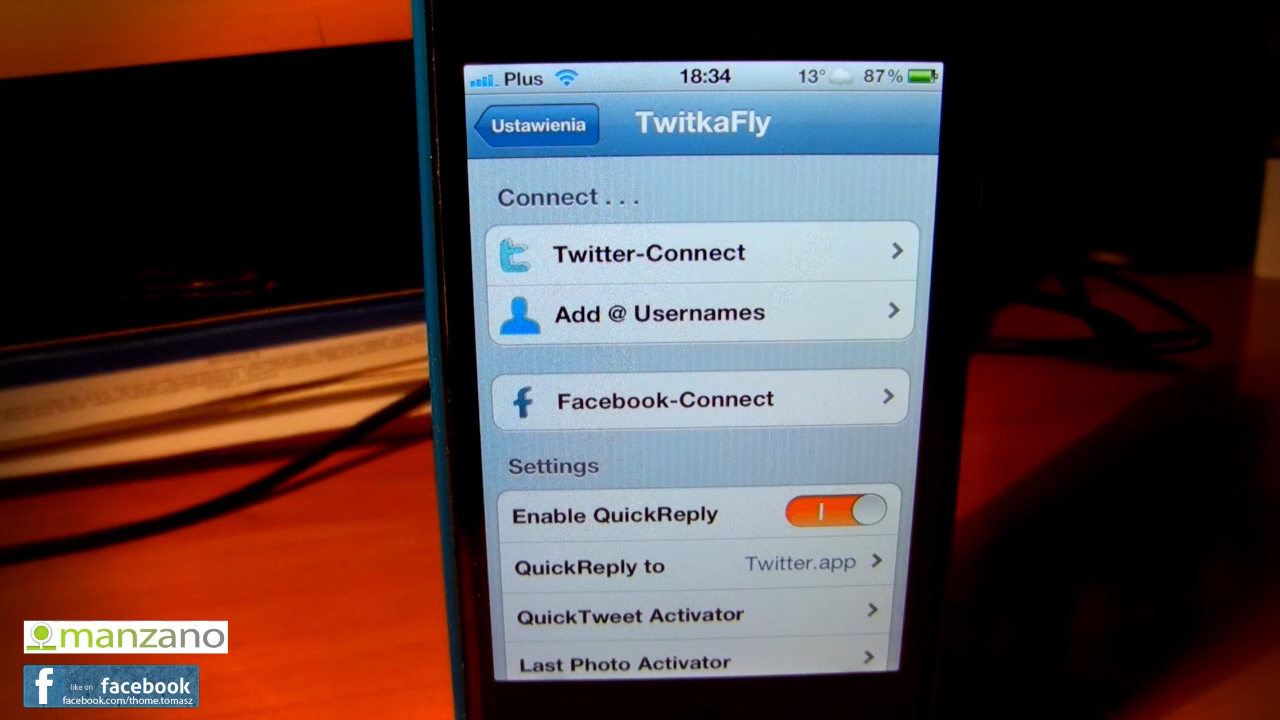 Plus 18:34 13° 87%
Ustawienia TwitkaFly
Connect . . .
Twitter-Connect
Add @ Usernames
Facebook-Connect
Settings
Enable QuickReply
QuickReply to Twitter.app
QuickTweet Activator
Last Photo Activator
manzano
like on facebook
facebook.com/thome.tomasz